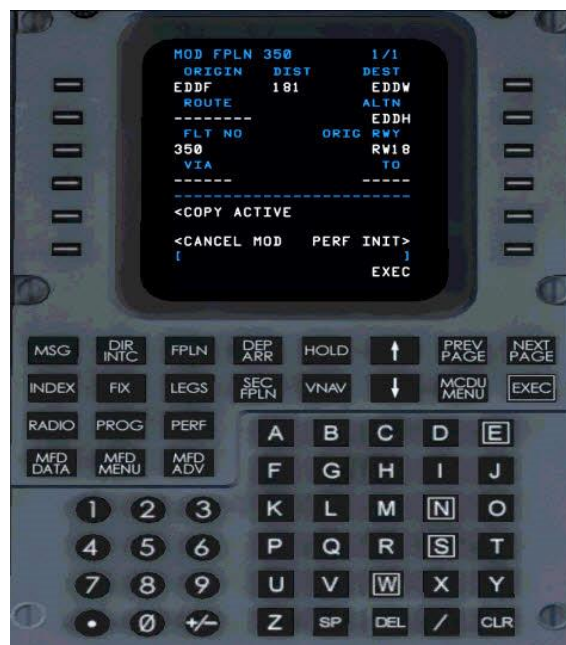 MOD FPLN 350 1/1
ORIGIN DIST DEST
EDDF 181 EDDW
ROUTE ALTN
-------- EDDH
FLT NO ORIG RWY
350 RW18
VIA TO
------ -----
------------------------
<COPY ACTIVE
<CANCEL MOD PERF INIT>
[ ]
EXEC
MSG DIR INTC FPLN DEP ARR HOLD ↑ PREV PAGE NEXT PAGE
INDEX FIX LEGS SEC FPLN VNAV ↓ MCDU MENU EXEC
RADIO PROG PERF
MFD DATA MFD MENU MFD ADV
A B C D E
F G H I J
K L M N O
P Q R S T
U V W X Y
Z SP DEL / CLR
1 2 3
4 5 6
7 8 9
• Ø +/-